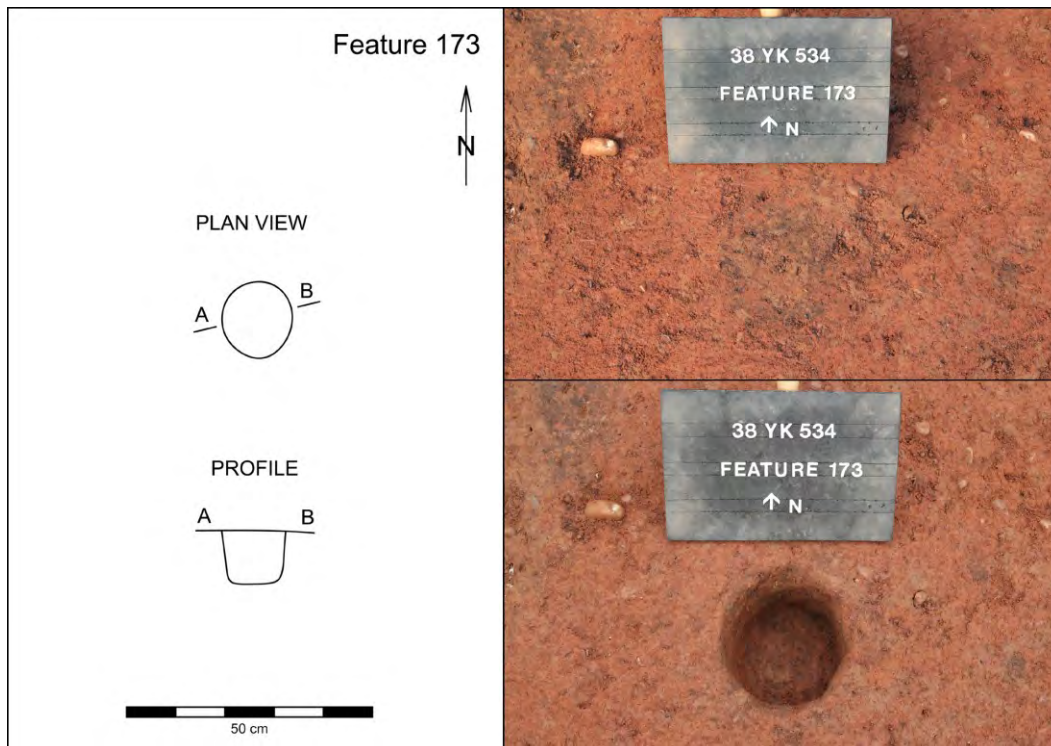 Feature 173
N
PLAN VIEW
A
B
PROFILE
A
B
50 cm
38 YK 534
FEATURE 173
↑ N
38 YK 534
FEATURE 173
↑ N